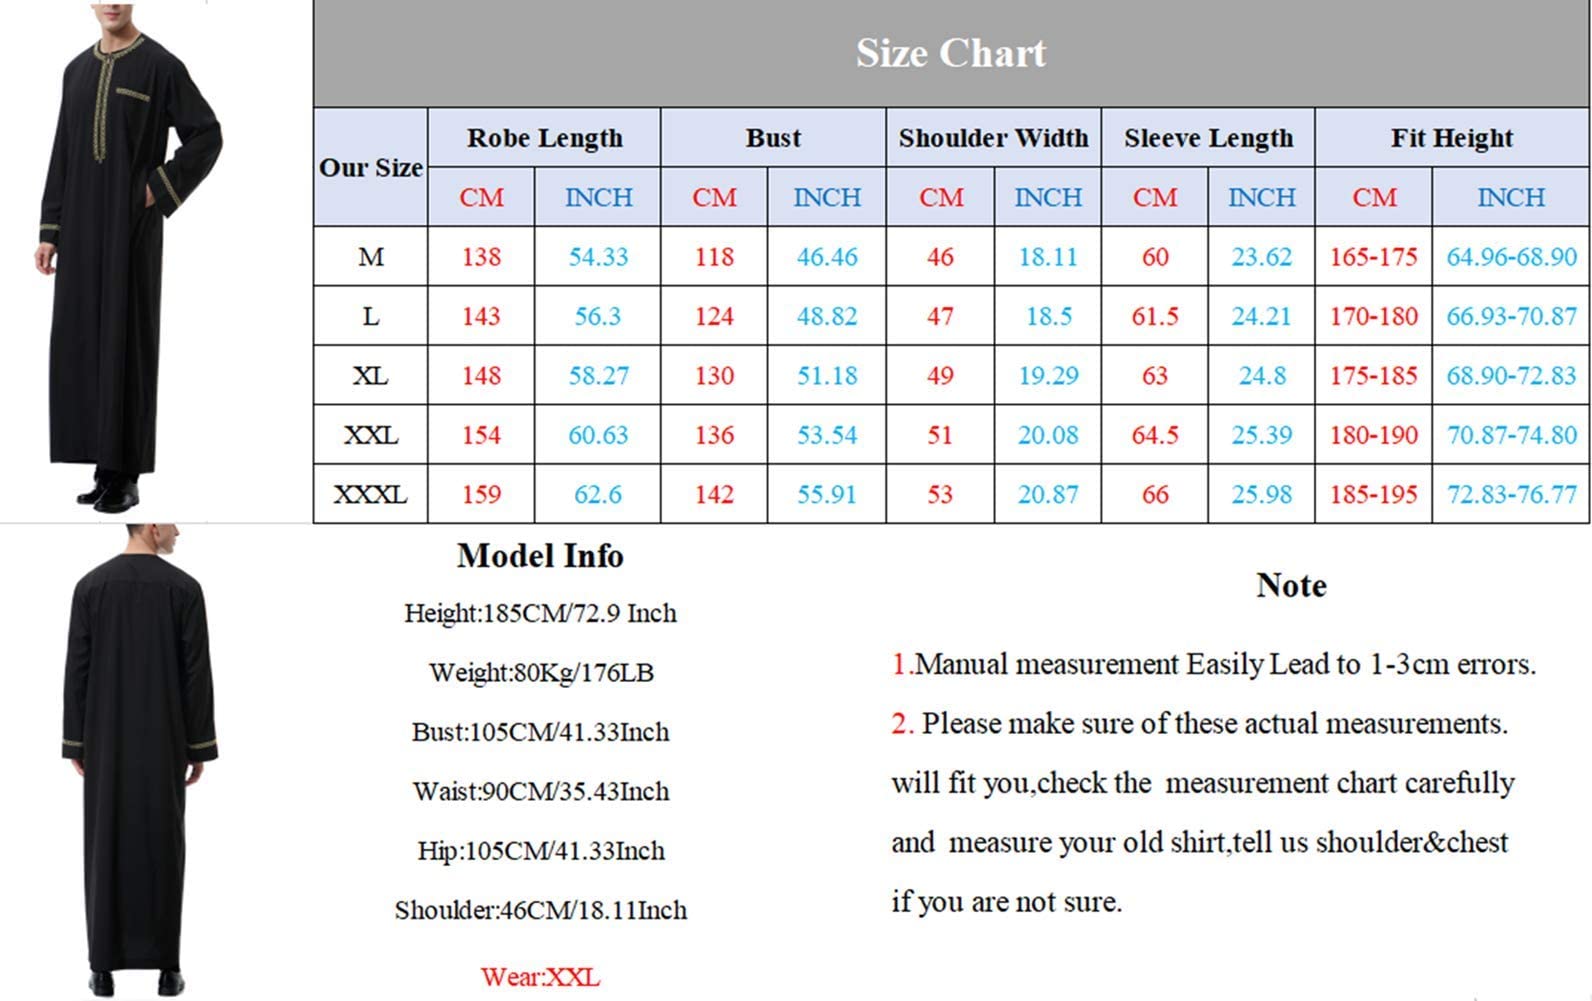 Size Chart
Our Size Robe Length Bust Shoulder Width Sleeve Length Fit Height
CM INCH CM INCH CM INCH CM INCH CM INCH
M 138 54.33 118 46.46 46 18.11 60 23.62 165-175 64.96-68.90
L 143 56.3 124 48.82 47 18.5 61.5 24.21 170-180 66.93-70.87
XL 148 58.27 130 51.18 49 19.29 63 24.8 175-185 68.90-72.83
XXL 154 60.63 136 53.54 51 20.08 64.5 25.39 180-190 70.87-74.80
XXXL 159 62.6 142 55.91 53 20.87 66 25.98 185-195 72.83-76.77
Model Info
Height:185CM/72.9 Inch
Weight:80Kg/176LB
Bust:105CM/41.33Inch
Waist:90CM/35.43Inch
Hip:105CM/41.33Inch
Shoulder:46CM/18.11Inch
Wear:XXL
Note
1.Manual measurement Easily Lead to 1-3cm errors.
2. Please make sure of these actual measurements.
will fit you,check the measurement chart carefully
and measure your old shirt,tell us shoulder&chest
if you are not sure.